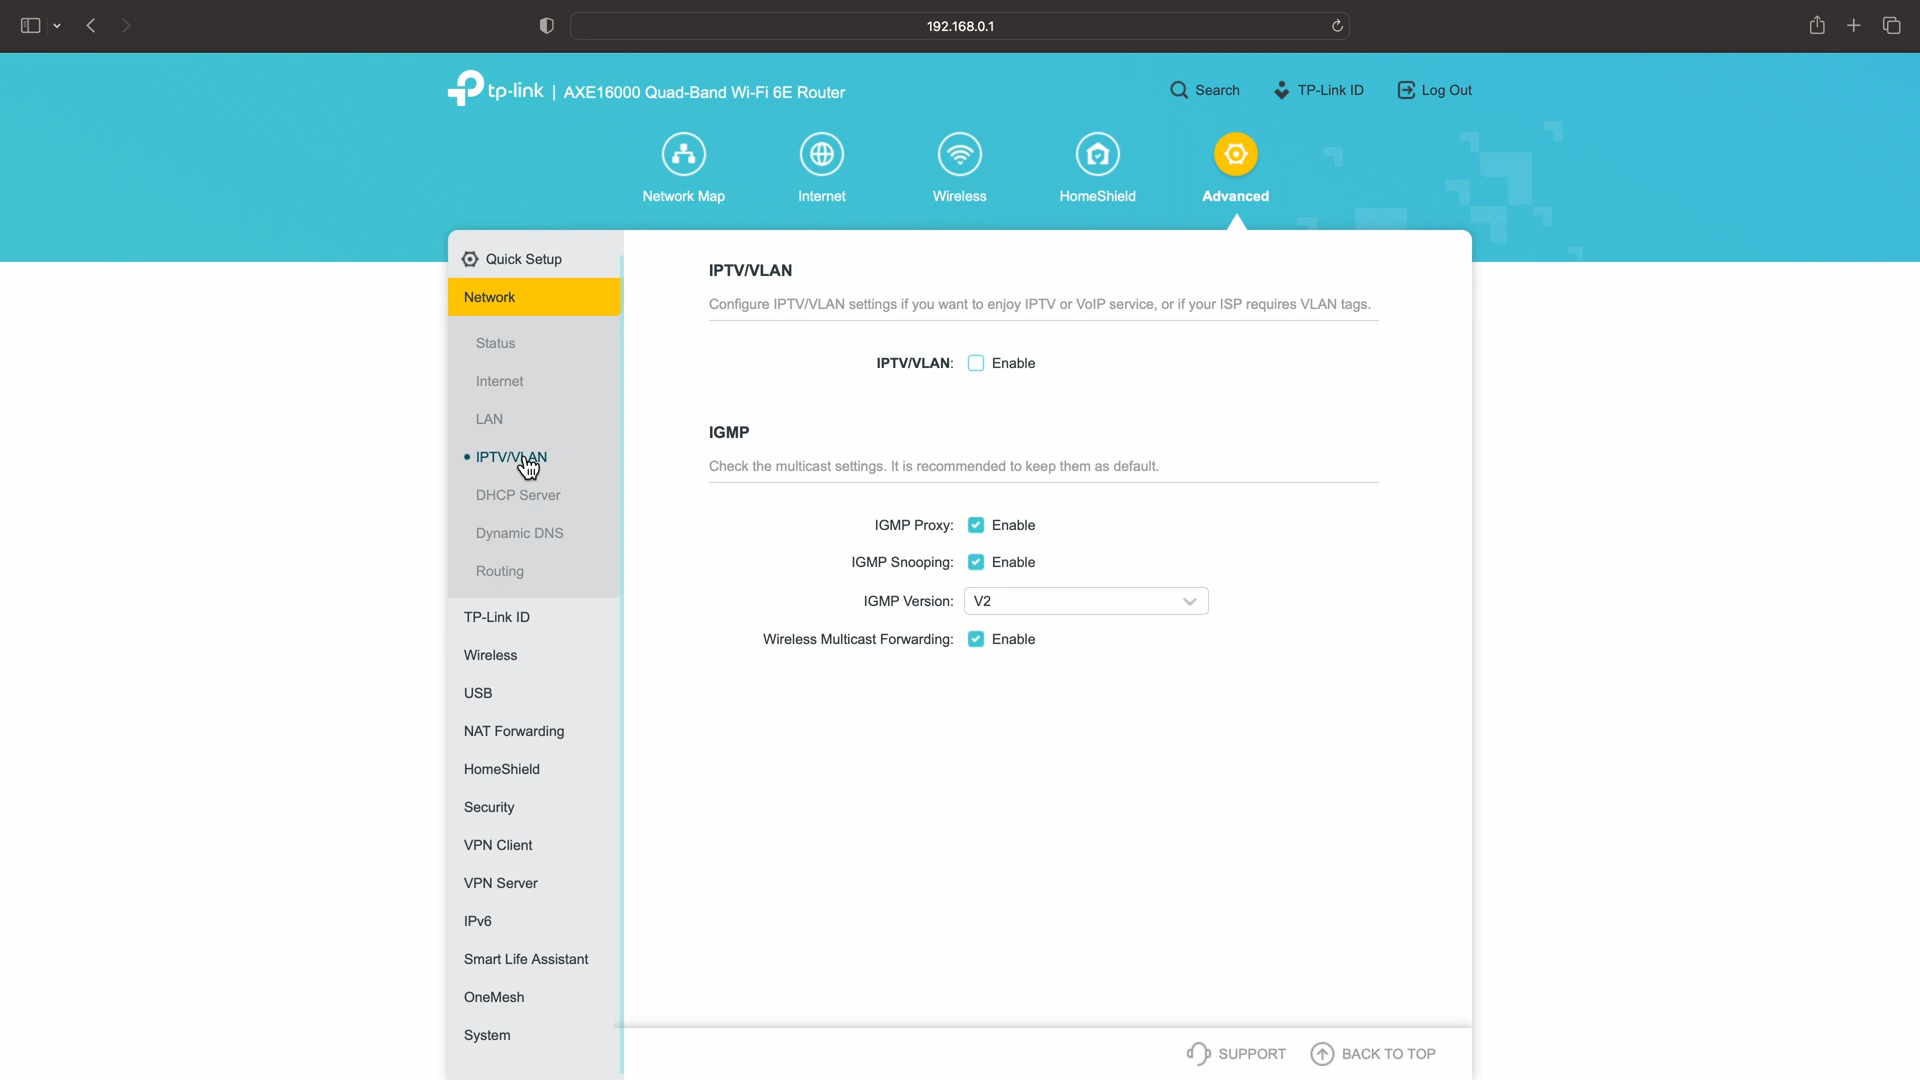 192.168.0.1
tp-link | AXE16000 Quad-Band Wi-Fi 6E Router
Search
TP-Link ID
Log Out
Network Map
Internet
Wireless
HomeShield
Advanced
Quick Setup
Network
Status
Internet
LAN
IPTV/VLAN
DHCP Server
Dynamic DNS
Routing
TP-Link ID
Wireless
USB
NAT Forwarding
HomeShield
Security
VPN Client
VPN Server
IPv6
Smart Life Assistant
OneMesh
System
IPTV/VLAN
Configure IPTV/VLAN settings if you want to enjoy IPTV or VoIP service, or if your ISP requires VLAN tags.
IPTV/VLAN: Enable
IGMP
Check the multicast settings. It is recommended to keep them as default.
IGMP Proxy: Enable
IGMP Snooping: Enable
IGMP Version: V2
Wireless Multicast Forwarding: Enable
SUPPORT
BACK TO TOP